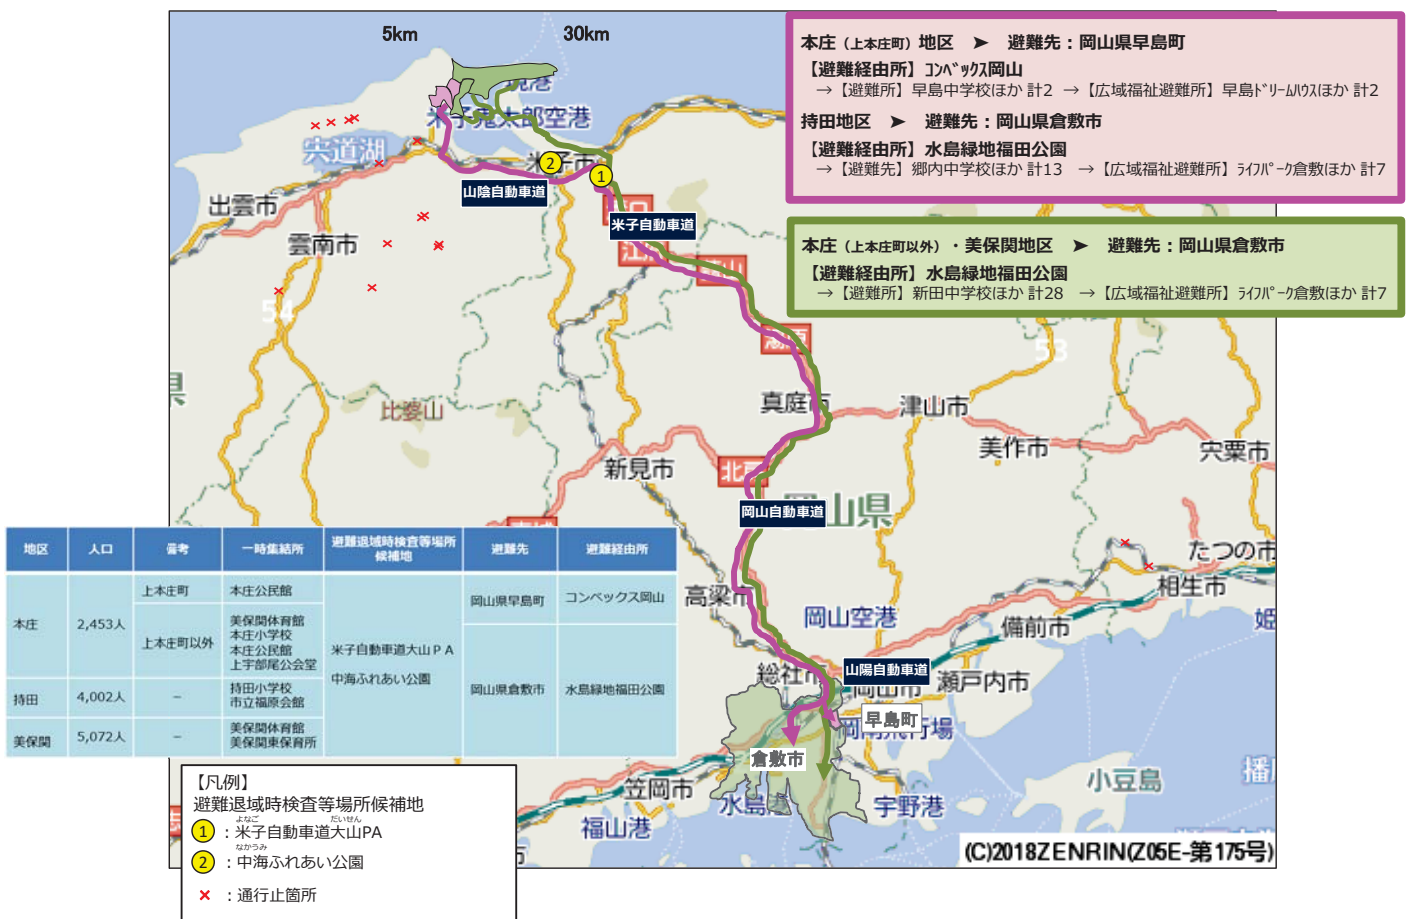 5km
30km
本庄（上本庄町）地区　➤　避難先：岡山県早島町
【避難経由所】コンベックス岡山
→【避難所】早島中学校ほか 計2　→【広域福祉避難所】早島ドリームハウスほか 計2
持田地区　➤　避難先：岡山県倉敷市
【避難経由所】水島緑地福田公園
→【避難先】郷内中学校ほか 計13　→【広域福祉避難所】ライフパーク倉敷ほか 計7
本庄（上本庄町以外）・美保関地区　➤　避難先：岡山県倉敷市
【避難経由所】水島緑地福田公園
→【避難所】新田中学校ほか 計28　→【広域福祉避難所】ライフパーク倉敷ほか 計7
米子鬼太郎空港
宍道湖
米子市
②
①
山陰自動車道
米子自動車道
出雲市
雲南市
54
53
県
比婆山
真庭市
津山市
美作市
宍粟市
新見市
岡山県
岡山自動車道
たつの市
相生市
高梁市
岡山空港
備前市
姫
総社市
山陽自動車道
岡山市
瀬戸内市
早島町
倉敷市
小豆島
笠岡市
宇野港
福山港
地区 人口 備考 一時集結所 避難退域時検査等場所候補地 避難先 避難経由所
本庄 2,453人 上本庄町 本庄公民館 米子自動車道大山ＰＡ 中海ふれあい公園 岡山県早島町 コンベックス岡山
上本庄町以外 美保関体育館 本庄小学校 本庄公民館 上宇部尾公会堂 岡山県倉敷市 水島緑地福田公園
持田 4,002人 － 持田小学校 市立福原会館
美保関 5,072人 － 美保関体育館 美保関東保育所
【凡例】
避難退域時検査等場所候補地
よなご だいせん
①：米子自動車道大山PA
なかうみ
②：中海ふれあい公園
×：通行止箇所
(C)2018ZENRIN(Z05E-第175号)